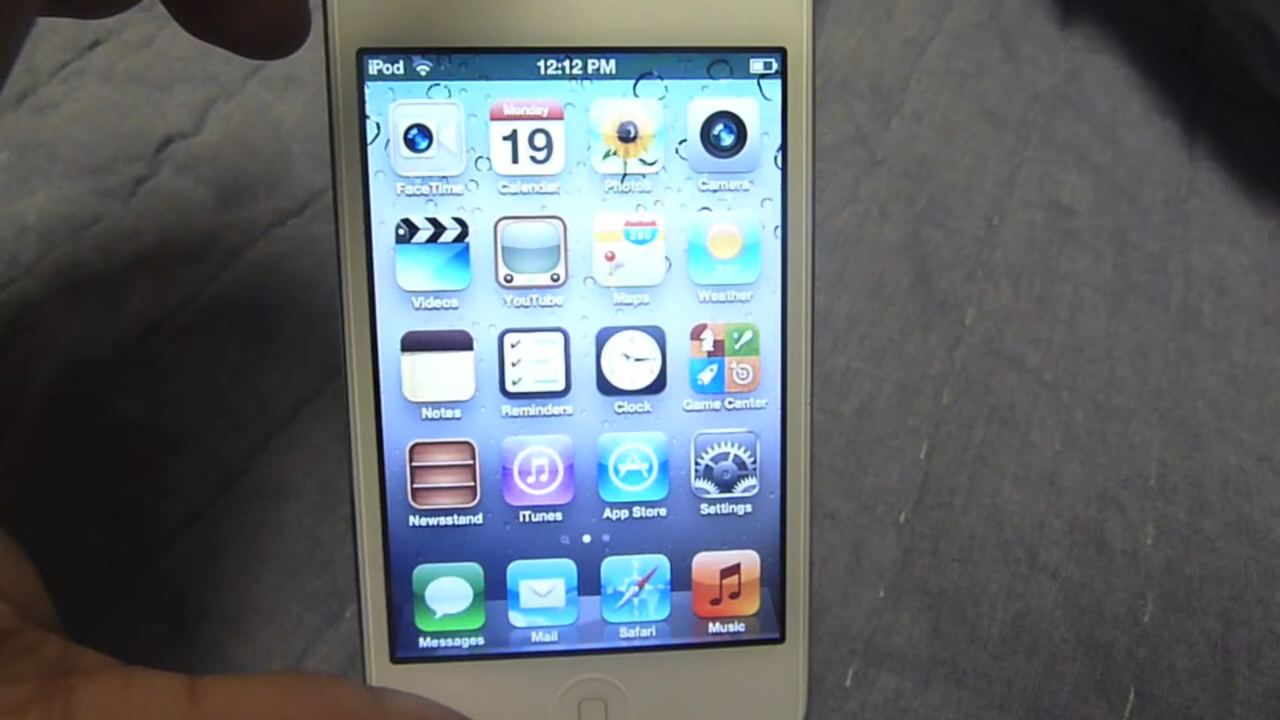 iPod 12:12 PM
Monday
19
FaceTime Calendar Photos Camera
280
Videos YouTube Maps Weather
Notes Reminders Clock Game Center
Newsstand iTunes App Store Settings
Messages Mail Safari Music